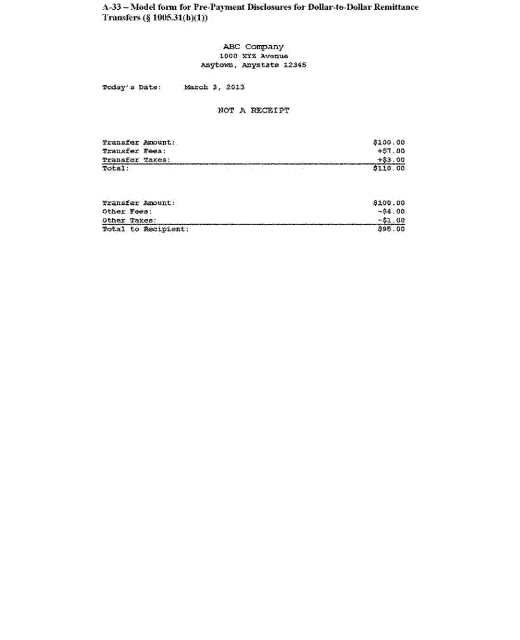 A-33 – Model form for Pre-Payment Disclosures for Dollar-to-Dollar Remittance
Transfers (§ 1005.31(b)(1))
ABC Company
1000 XYZ Avenue
Anytown, Anystate 12345
Today's Date: March 3, 2013
NOT A RECEIPT
Transfer Amount: $100.00
Transfer Fees: +$7.00
Transfer Taxes: +$3.00
Total: $110.00
Transfer Amount: $100.00
Other Fees: -$4.00
Other Taxes: -$1.00
Total to Recipient: $95.00